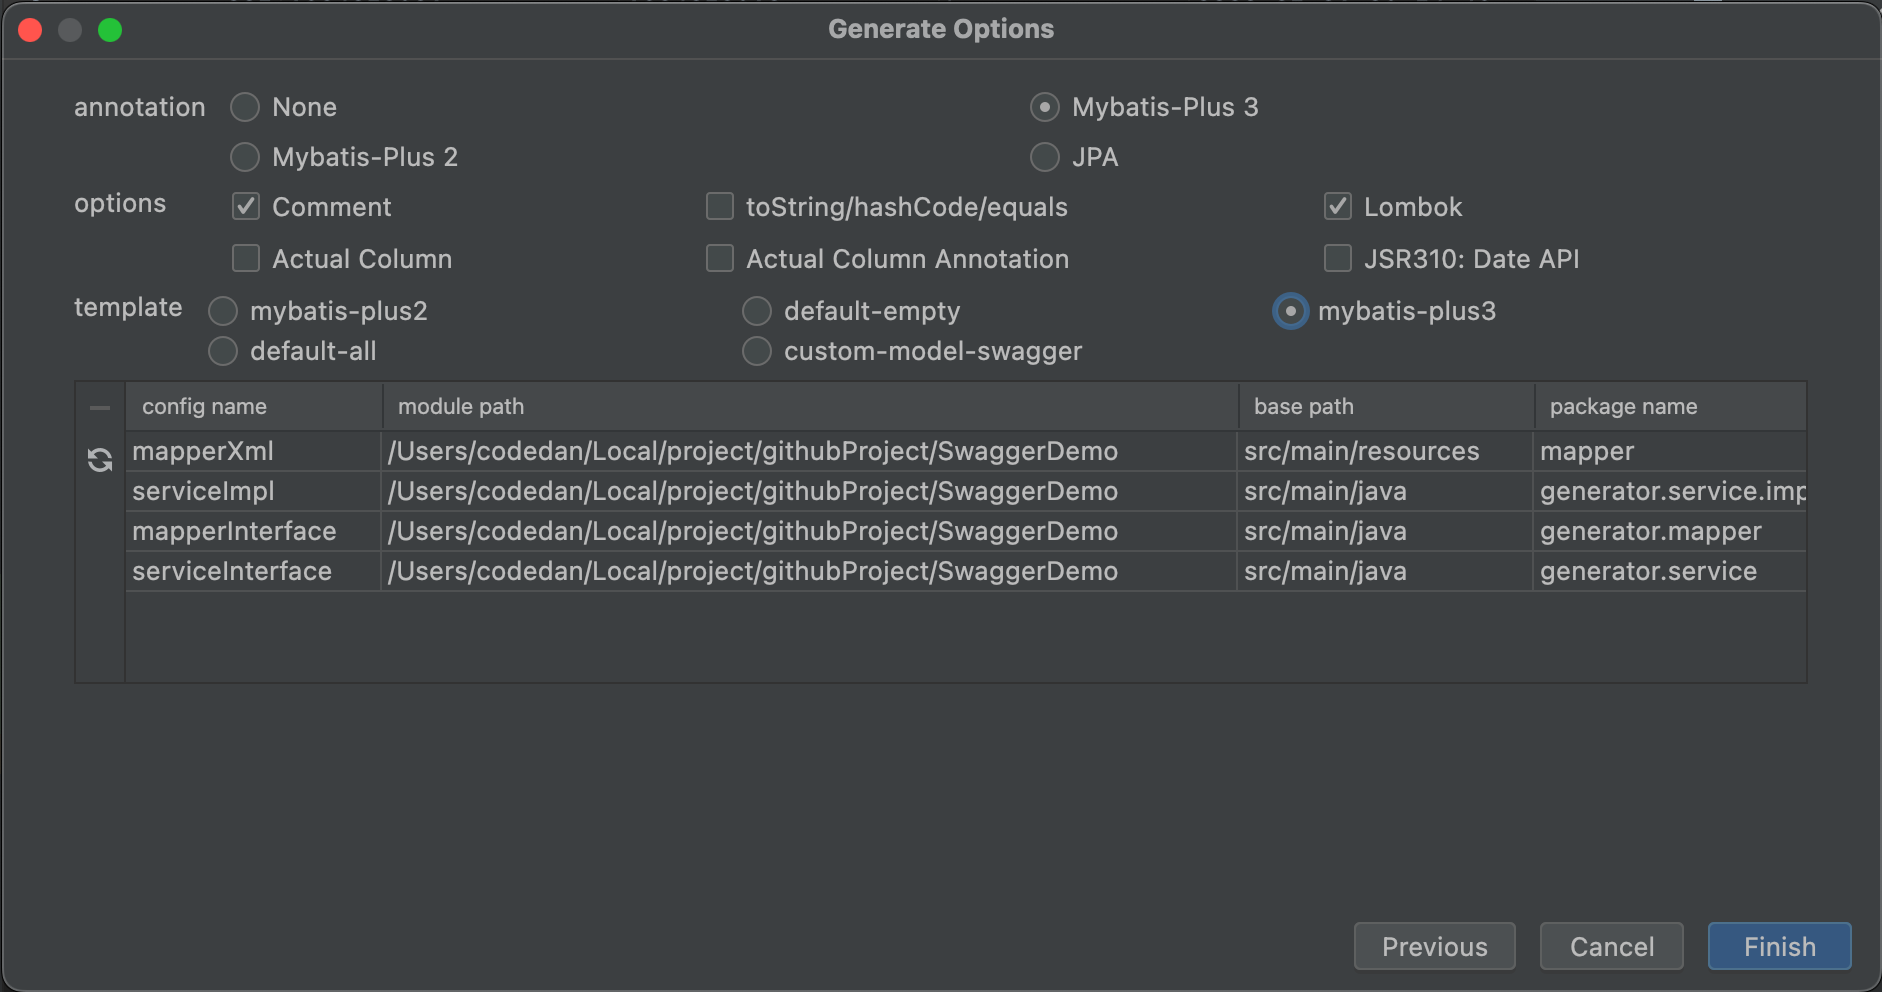 Generate Options
annotation None Mybatis-Plus 3
Mybatis-Plus 2 JPA
options Comment toString/hashCode/equals Lombok
Actual Column Actual Column Annotation JSR310: Date API
template mybatis-plus2 default-empty mybatis-plus3
default-all custom-model-swagger
config name module path base path package name
mapperXml /Users/codedan/Local/project/githubProject/SwaggerDemo src/main/resources mapper
serviceImpl /Users/codedan/Local/project/githubProject/SwaggerDemo src/main/java generator.service.imp
mapperInterface /Users/codedan/Local/project/githubProject/SwaggerDemo src/main/java generator.mapper
serviceInterface /Users/codedan/Local/project/githubProject/SwaggerDemo src/main/java generator.service
Previous Cancel Finish